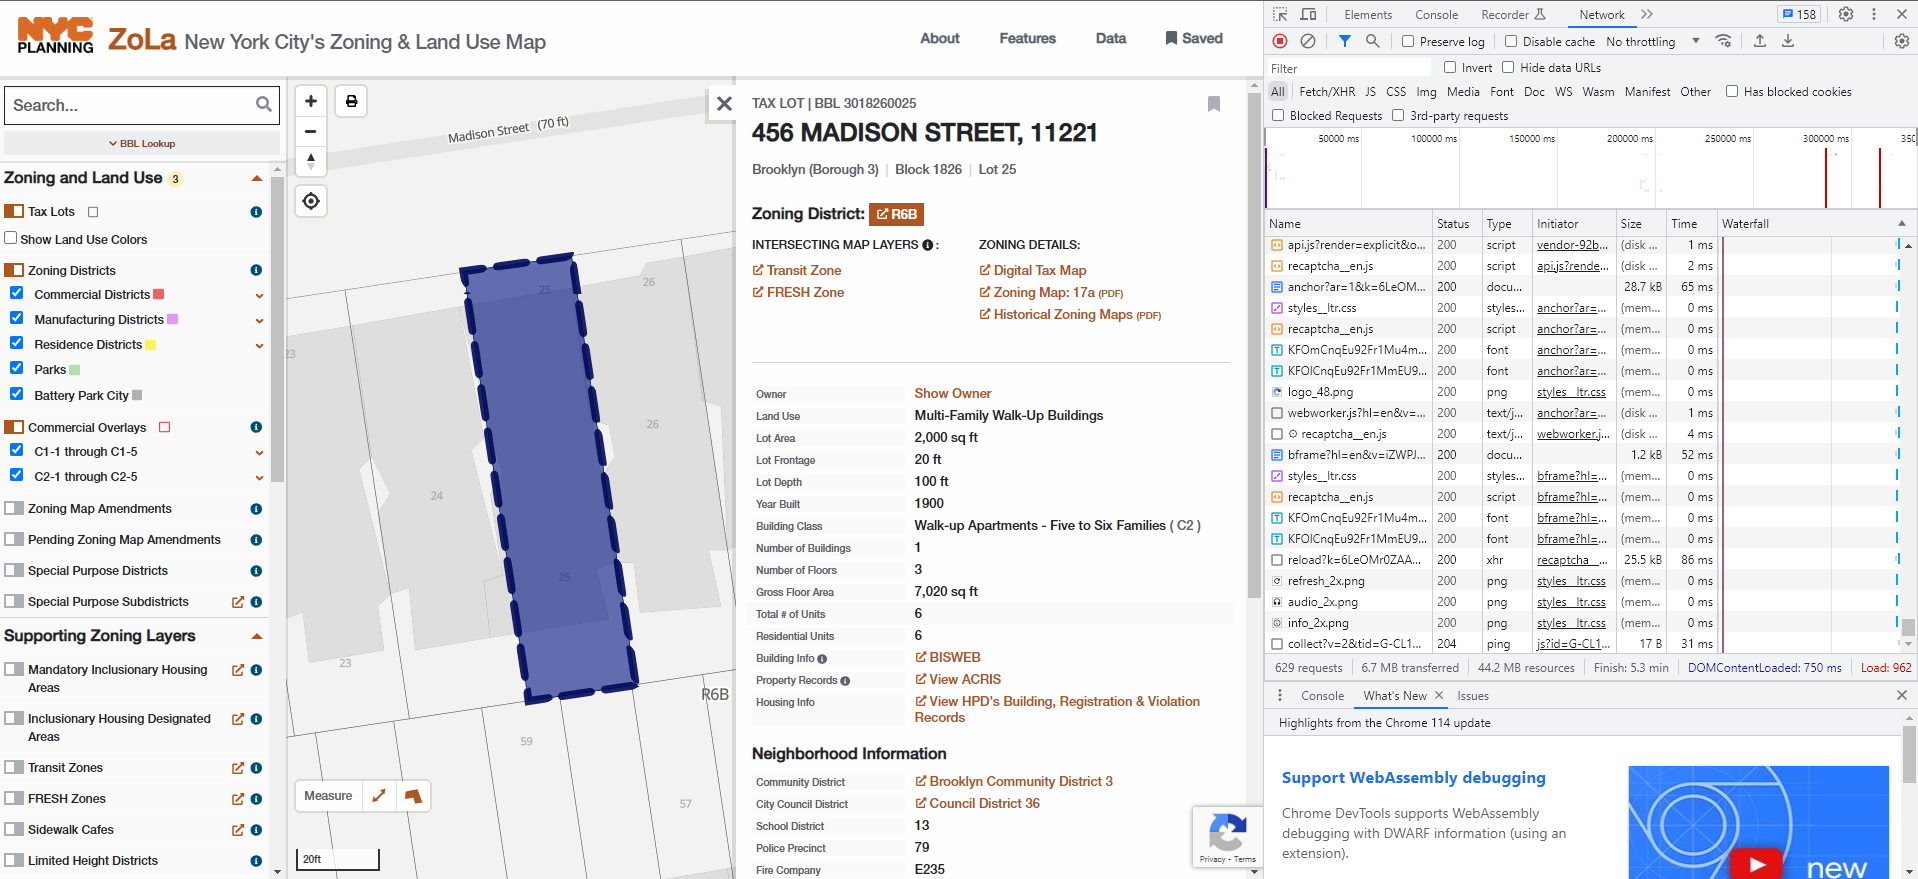 NYC
PLANNING
ZoLa New York City's Zoning & Land Use Map
About
Features
Data
Saved
Search...
BBL Lookup
Zoning and Land Use 3
Tax Lots
Show Land Use Colors
Zoning Districts
Commercial Districts
Manufacturing Districts
Residence Districts
Parks
Battery Park City
Commercial Overlays
C1-1 through C1-5
C2-1 through C2-5
Zoning Map Amendments
Pending Zoning Map Amendments
Special Purpose Districts
Special Purpose Subdistricts
Supporting Zoning Layers
Mandatory Inclusionary Housing
Areas
Inclusionary Housing Designated
Areas
Transit Zones
FRESH Zones
Sidewalk Cafes
Limited Height Districts
Madison Street (70 ft)
25
26
23
26
24
25
23
R6B
59
57
Measure
20ft
TAX LOT | BBL 3018260025
456 MADISON STREET, 11221
Brooklyn (Borough 3) | Block 1826 | Lot 25
Zoning District: R6B
INTERSECTING MAP LAYERS :
Transit Zone
FRESH Zone
ZONING DETAILS:
Digital Tax Map
Zoning Map: 17a (PDF)
Historical Zoning Maps (PDF)
Owner Show Owner
Land Use Multi-Family Walk-Up Buildings
Lot Area 2,000 sq ft
Lot Frontage 20 ft
Lot Depth 100 ft
Year Built 1900
Building Class Walk-up Apartments - Five to Six Families ( C2 )
Number of Buildings 1
Number of Floors 3
Gross Floor Area 7,020 sq ft
Total # of Units 6
Residential Units 6
Building Info BISWEB
Property Records View ACRIS
Housing Info View HPD's Building, Registration & Violation
Records
Neighborhood Information
Community District Brooklyn Community District 3
City Council District Council District 36
School District 13
Police Precinct 79
Fire Company E235
Privacy - Terms
Elements Console Recorder Network 158
Preserve log Disable cache No throttling
Filter Invert Hide data URLs
All Fetch/XHR JS CSS Img Media Font Doc WS Wasm Manifest Other Has blocked cookies
Blocked Requests 3rd-party requests
50000 ms 100000 ms 150000 ms 200000 ms 250000 ms 300000 ms 350
Name Status Type Initiator Size Time Waterfall
api.js?render=explicit&o... 200 script vendor-92b... (disk ... 1 ms
recaptcha__en.js 200 script api.js?rende... (disk ... 2 ms
anchor?ar=1&k=6LeOM... 200 docu... 28.7 kB 65 ms
styles__ltr.css 200 styles... anchor?ar=... (mem... 0 ms
recaptcha__en.js 200 script anchor?ar=... (mem... 0 ms
KFOmCnqEu92Fr1Mu4m... 200 font anchor?ar=... (mem... 0 ms
KFOlCnqEu92Fr1MmEU9... 200 font anchor?ar=... (mem... 0 ms
logo_48.png 200 png styles__ltr.css (mem... 0 ms
webworker.js?hl=en&v=... 200 text/j... anchor?ar=... (disk ... 1 ms
recaptcha__en.js 200 text/j... webworker.j... (disk ... 4 ms
bframe?hl=en&v=iZWPJ... 200 docu... 1.2 kB 52 ms
styles__ltr.css 200 styles... bframe?hl=... (mem... 0 ms
recaptcha__en.js 200 script bframe?hl=... (mem... 0 ms
KFOmCnqEu92Fr1Mu4m... 200 font bframe?hl=... (mem... 0 ms
KFOlCnqEu92Fr1MmEU9... 200 font bframe?hl=... (mem... 0 ms
reload?k=6LeOMr0ZAA... 200 xhr recaptcha__... 25.5 kB 86 ms
refresh_2x.png 200 png styles__ltr.css (mem... 0 ms
audio_2x.png 200 png styles__ltr.css (mem... 0 ms
info_2x.png 200 png styles__ltr.css (mem... 0 ms
collect?v=2&tid=G-CL1... 204 ping js?id=G-CL1... 17 B 31 ms
629 requests 6.7 MB transferred 44.2 MB resources Finish: 5.3 min DOMContentLoaded: 750 ms Load: 962
Console What's New Issues
Highlights from the Chrome 114 update
Support WebAssembly debugging
Chrome DevTools supports WebAssembly
debugging with DWARF information (using an
extension).
new